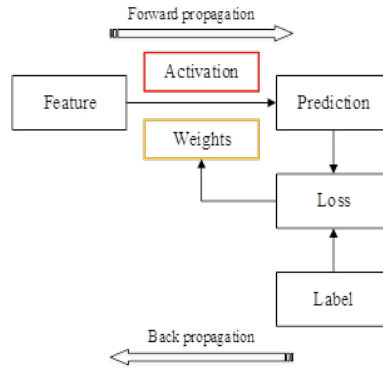 Forward propagation
Activation
Feature
Prediction
Weights
Loss
Label
Back propagation